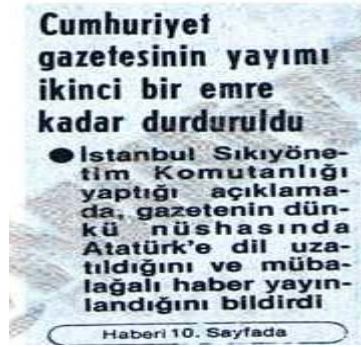 Cumhuriyet
gazetesinin yayımı
ikinci bir emre
kadar durduruldu
● İstanbul Sıkıyöne-
tim Komutanlığı
yaptığı açıklama-
da, gazetenin dün-
kü nüshasında
Atatürk'e dil uza-
tıldığını ve müba-
lağalı haber yayın-
landığını bildirdi
Haberi 10. Sayfada